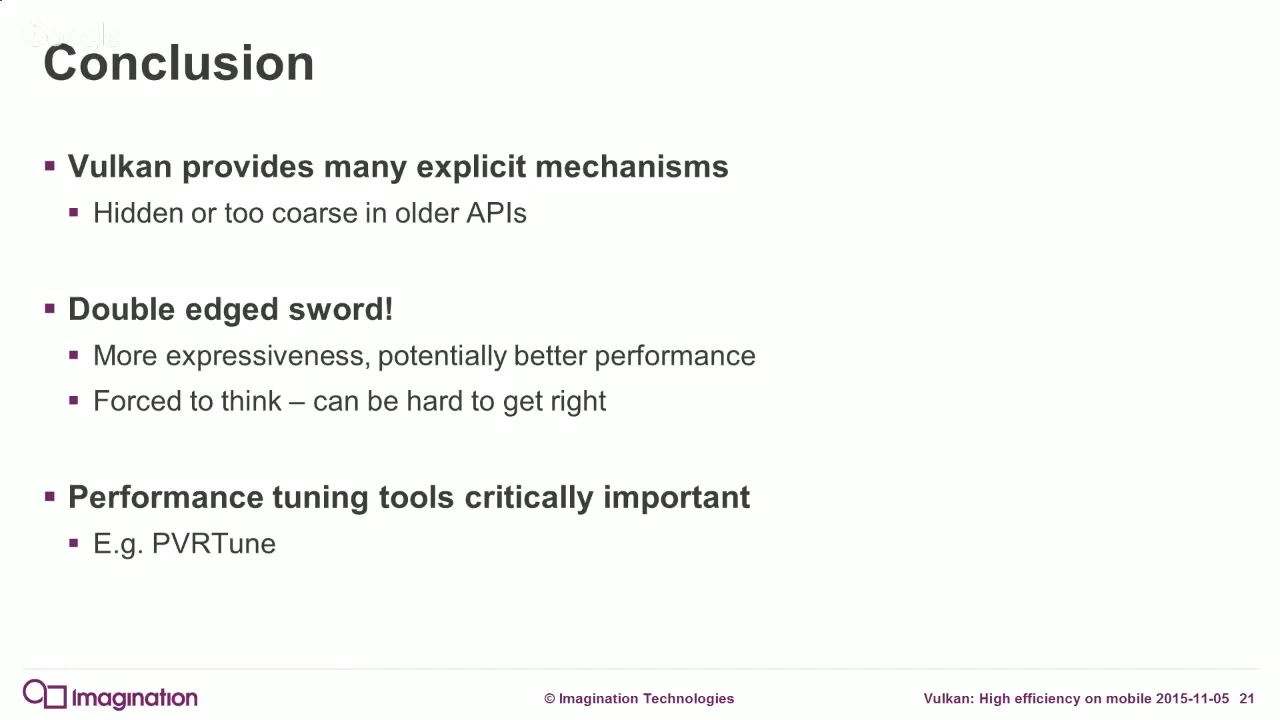 Conclusion
Vulkan provides many explicit mechanisms
Hidden or too coarse in older APIs
Double edged sword!
More expressiveness, potentially better performance
Forced to think – can be hard to get right
Performance tuning tools critically important
E.g. PVRTune
Imagination
© Imagination Technologies
Vulkan: High efficiency on mobile 2015-11-05 21